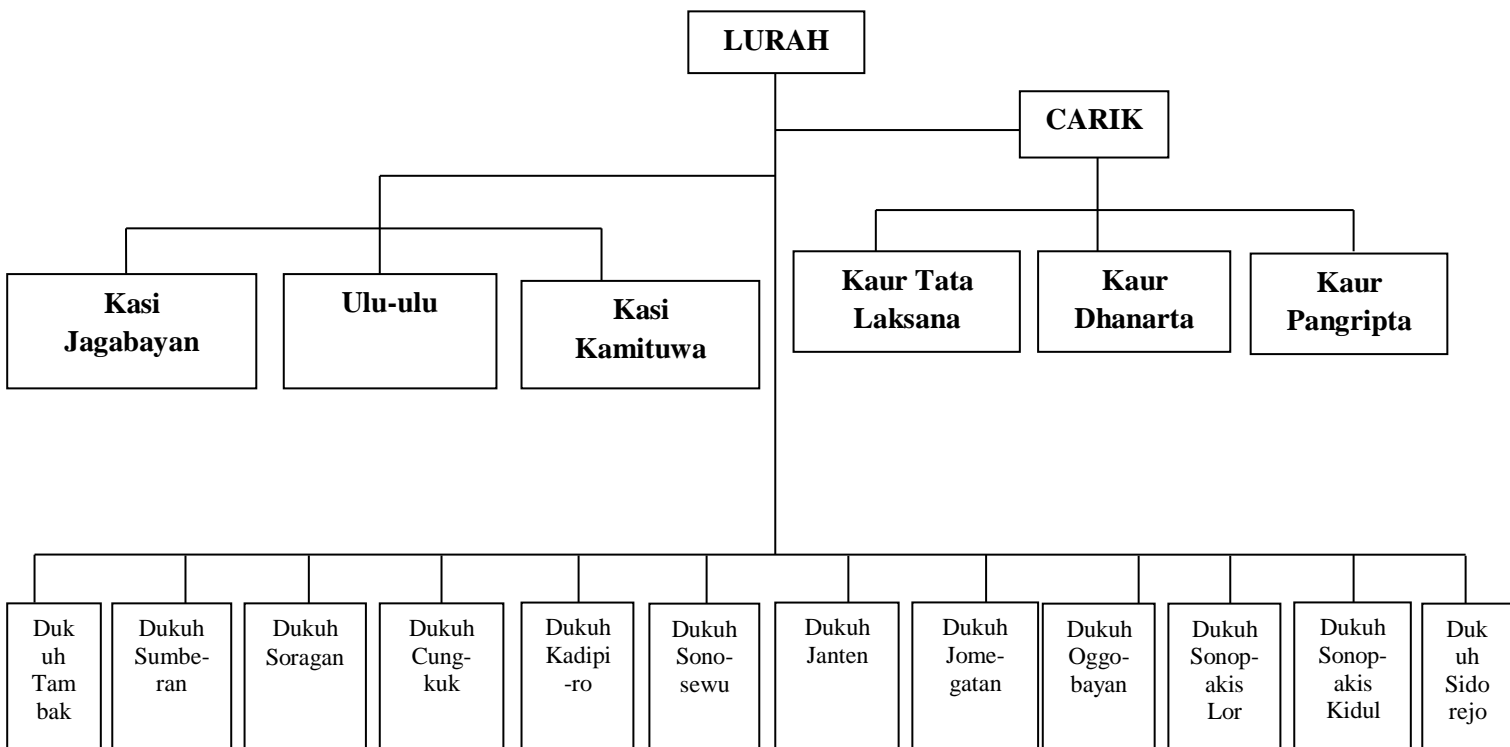 LURAH
CARIK
Kasi
Jagabayan
Ulu-ulu
Kasi
Kamituwa
Kaur Tata
Laksana
Kaur
Dhanarta
Kaur
Pangripta
Duk
uh
Tam
bak
Dukuh
Sumbe-
ran
Dukuh
Soragan
Dukuh
Cung-
kuk
Dukuh
Kadipi
-ro
Dukuh
Sono-
sewu
Dukuh
Janten
Dukuh
Jome-
gatan
Dukuh
Oggo-
bayan
Dukuh
Sonop-
akis
Lor
Dukuh
Sonop-
akis
Kidul
Duk
uh
Sido
rejo